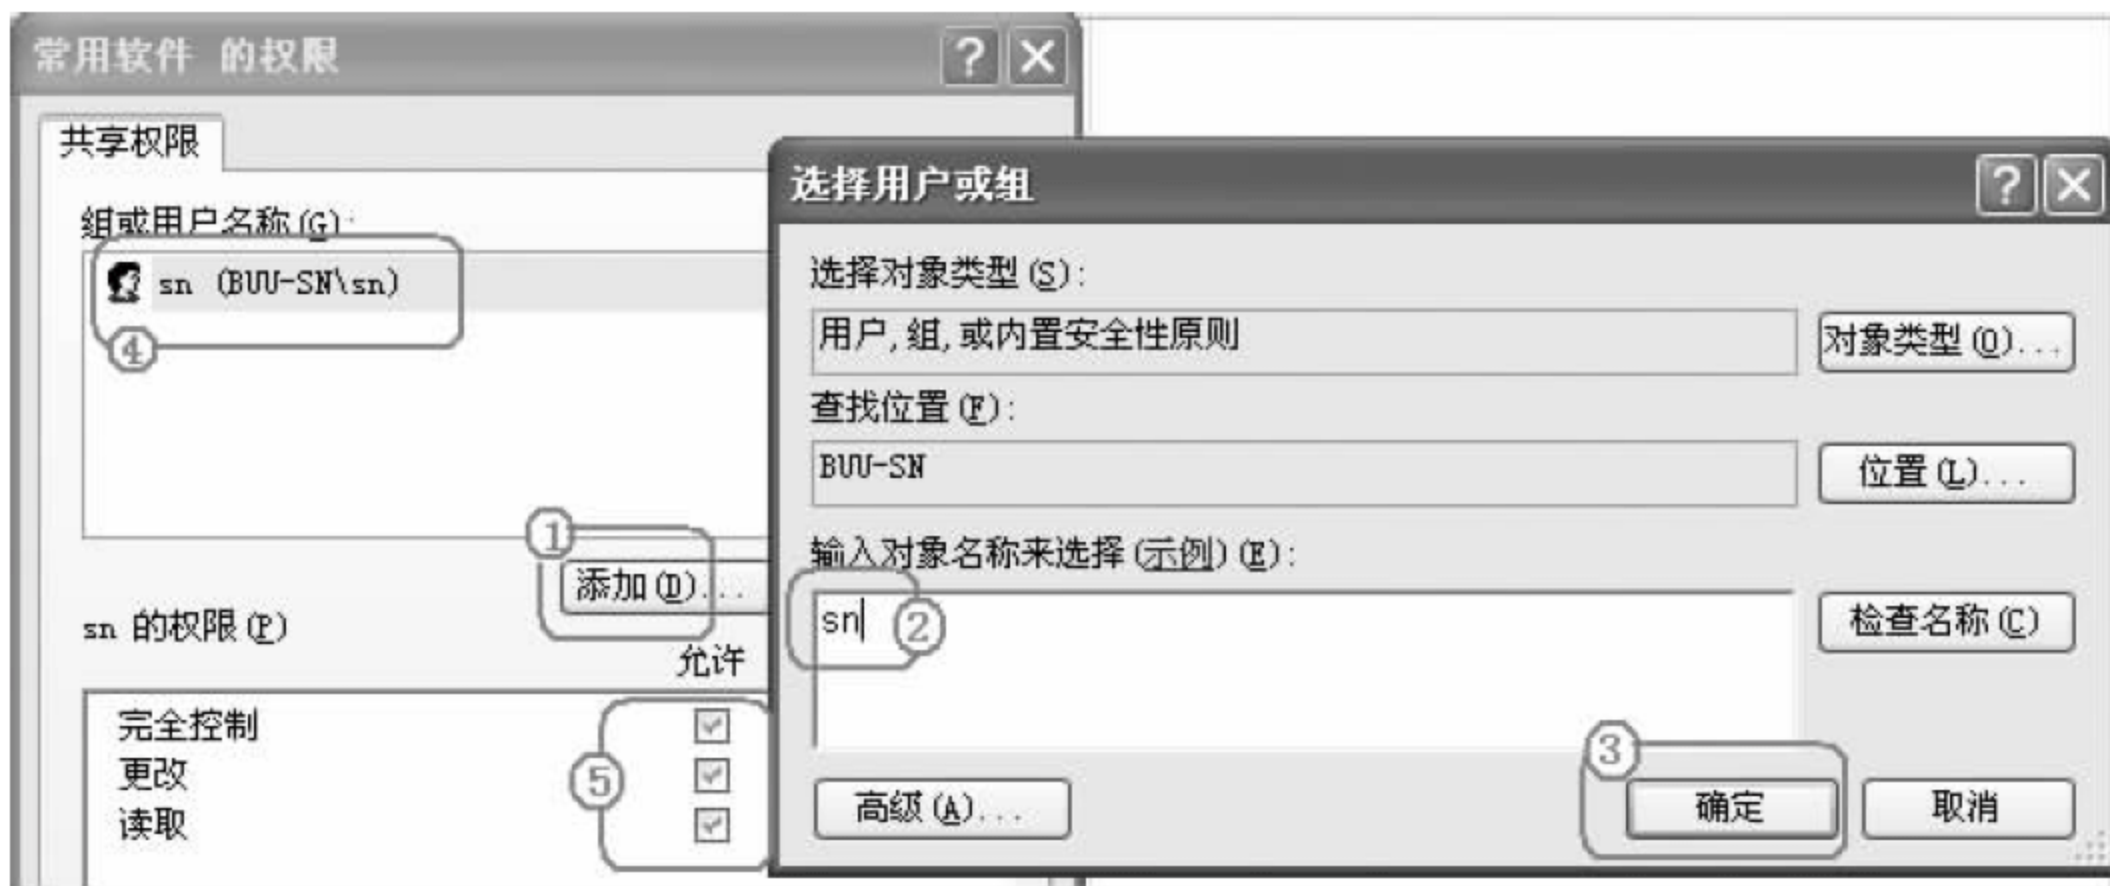 常用软件 的权限
共享权限
组或用户名称(G):
sn (BUU-SN\sn)
④
①
添加(D)...
sn 的权限(P)
允许
完全控制
更改
⑤
读取
选择用户或组
选择对象类型(S):
用户,组,或内置安全性原则
对象类型(O)...
查找位置(F):
BUU-SN
位置(L)...
输入对象名称来选择(示例)(E):
sn
②
检查名称(C)
③
高级(A)...
确定
取消